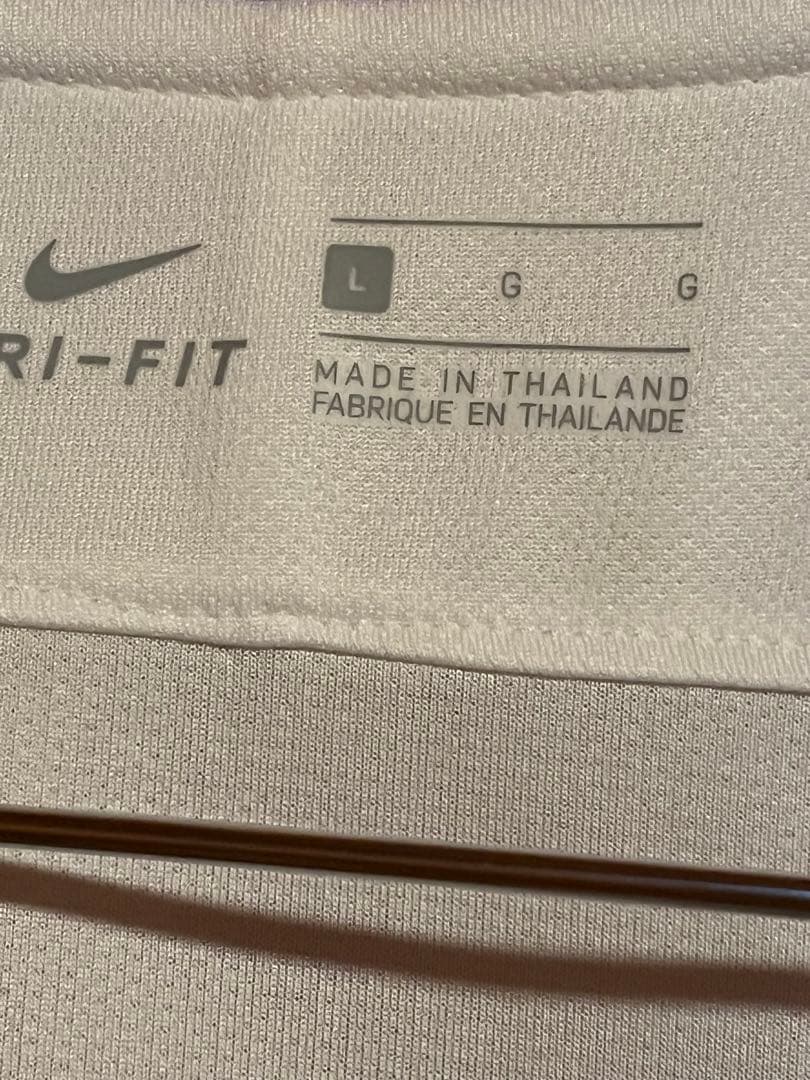 L G G
RI-FIT
MADE IN THAILAND
FABRIQUE EN THAILANDE